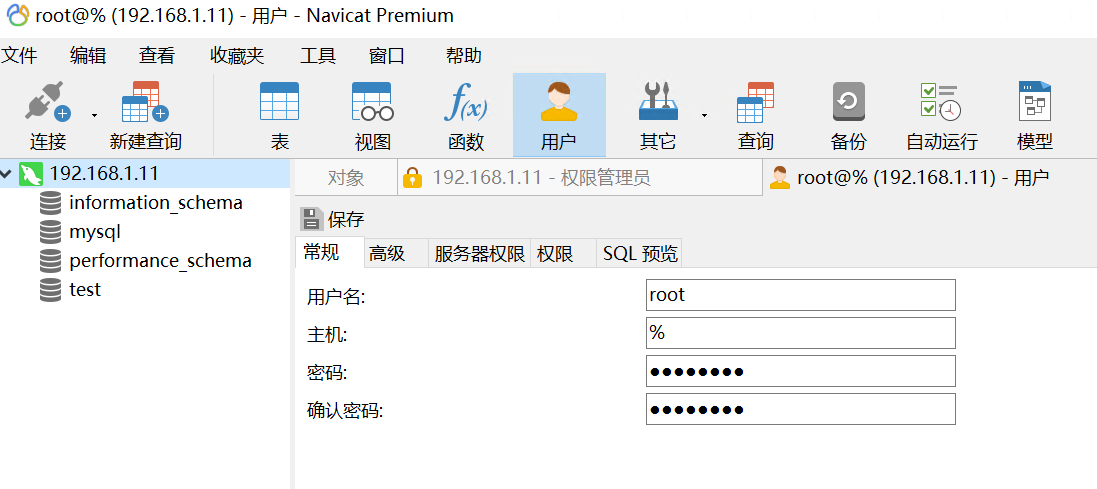 root@% (192.168.1.11) - 用户 - Navicat Premium
文件 编辑 查看 收藏夹 工具 窗口 帮助
连接 新建查询 表 视图 f(x) 函数 用户 其它 查询 备份 自动运行 模型
192.168.1.11
information_schema
mysql
performance_schema
test
对象 192.168.1.11 - 权限管理员 root@% (192.168.1.11) - 用户
保存
常规 高级 服务器权限 权限 SQL 预览
用户名: root
主机: %
密码: ●●●●●●●●
确认密码: ●●●●●●●●